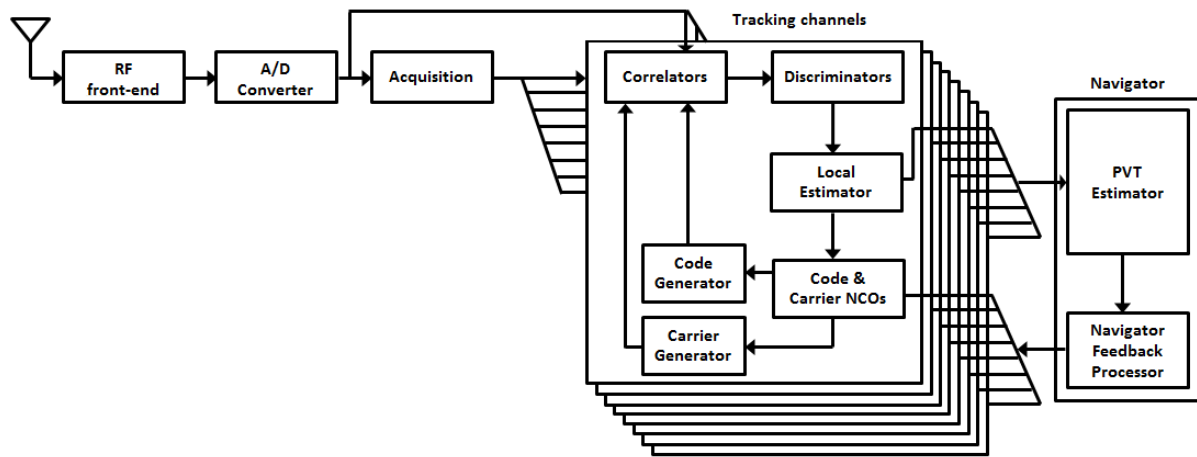 Tracking channels
RF
front-end
A/D
Converter
Acquisition
Correlators
Discriminators
Local
Estimator
Code
Generator
Code &
Carrier NCOs
Carrier
Generator
Navigator
PVT
Estimator
Navigator
Feedback
Processor